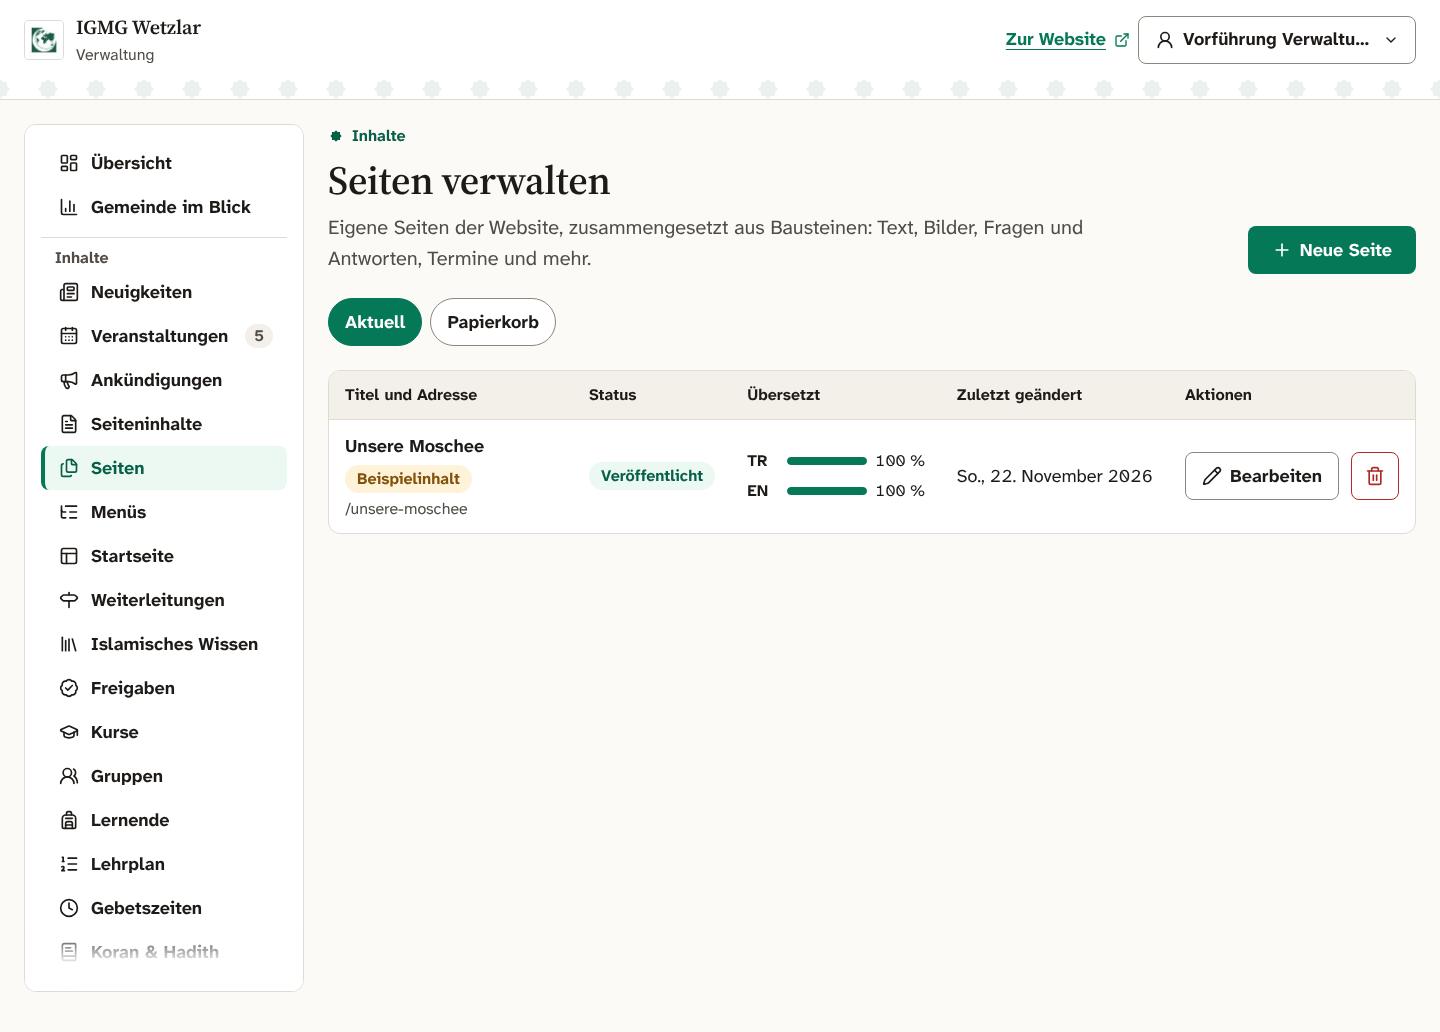 IGMG Wetzlar
Verwaltung
Zur Website
Vorführung Verwaltu...
Übersicht
Gemeinde im Blick
Inhalte
Neuigkeiten
Veranstaltungen 5
Ankündigungen
Seiteninhalte
Seiten
Menüs
Startseite
Weiterleitungen
Islamisches Wissen
Freigaben
Kurse
Gruppen
Lernende
Lehrplan
Gebetszeiten
Koran & Hadith
Inhalte
Seiten verwalten
Eigene Seiten der Website, zusammengesetzt aus Bausteinen: Text, Bilder, Fragen und
Antworten, Termine und mehr.
Neue Seite
Aktuell
Papierkorb
Titel und Adresse Status Übersetzt Zuletzt geändert Aktionen
Unsere Moschee
Beispielinhalt
/unsere-moschee
Veröffentlicht
TR 100 %
EN 100 %
So., 22. November 2026
Bearbeiten